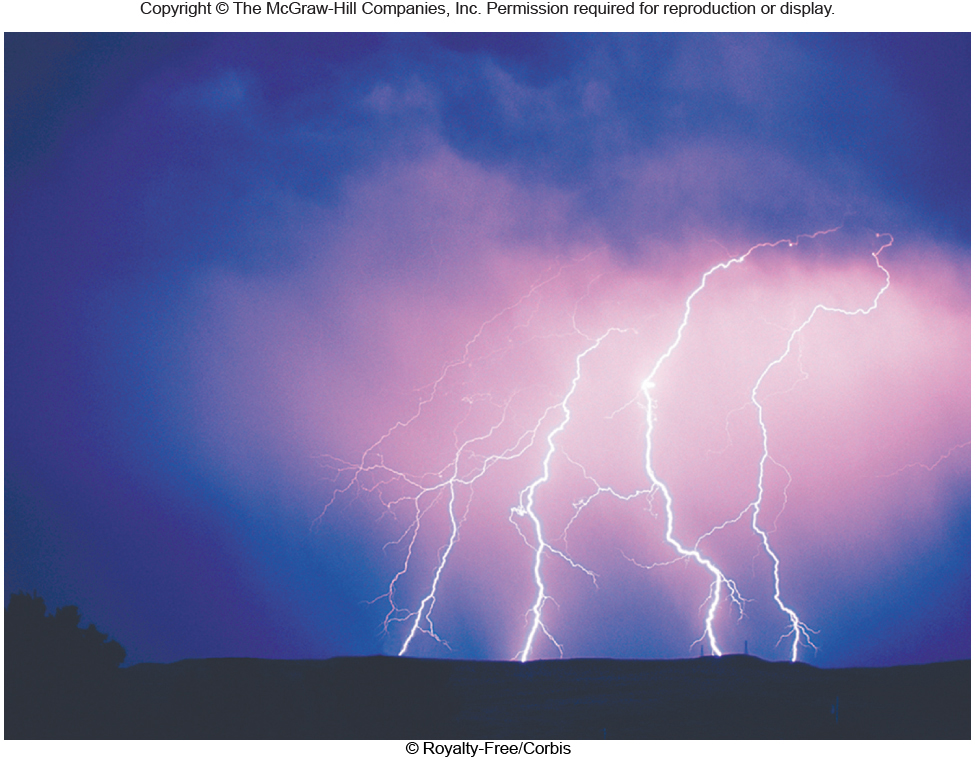 Copyright © The McGraw-Hill Companies, Inc. Permission required for reproduction or display.
© Royalty-Free/Corbis